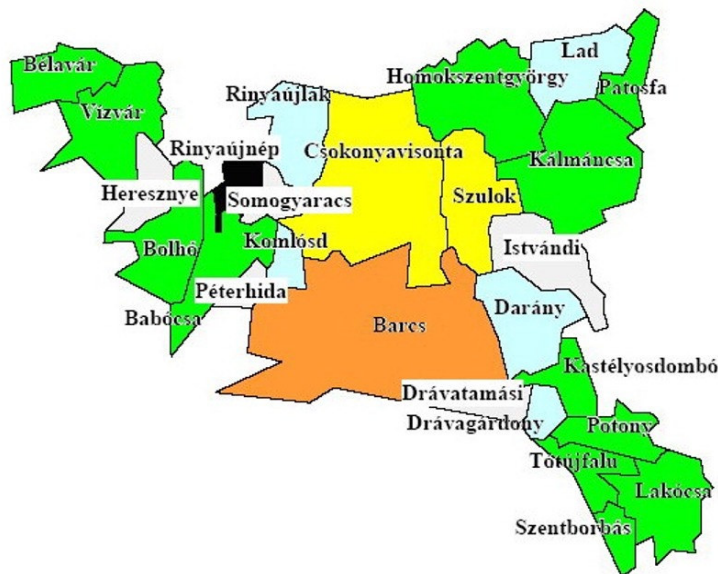 Lad
Bélavár
Homokszentgyörgy
Patosfa
Rinyaújlak
Vízvár
Rinyaújnép
Csokonyavisonta
Kálmáncsa
Heresznye
Somogyaracs
Szulok
Bolhó
Komlósd
Istvándi
Péterhida
Babócsa
Darány
Barcs
Kastélyosdombó
Drávatamási
Drávagárdony
Potony
Tótújfalu
Lakócsa
Szentborbás